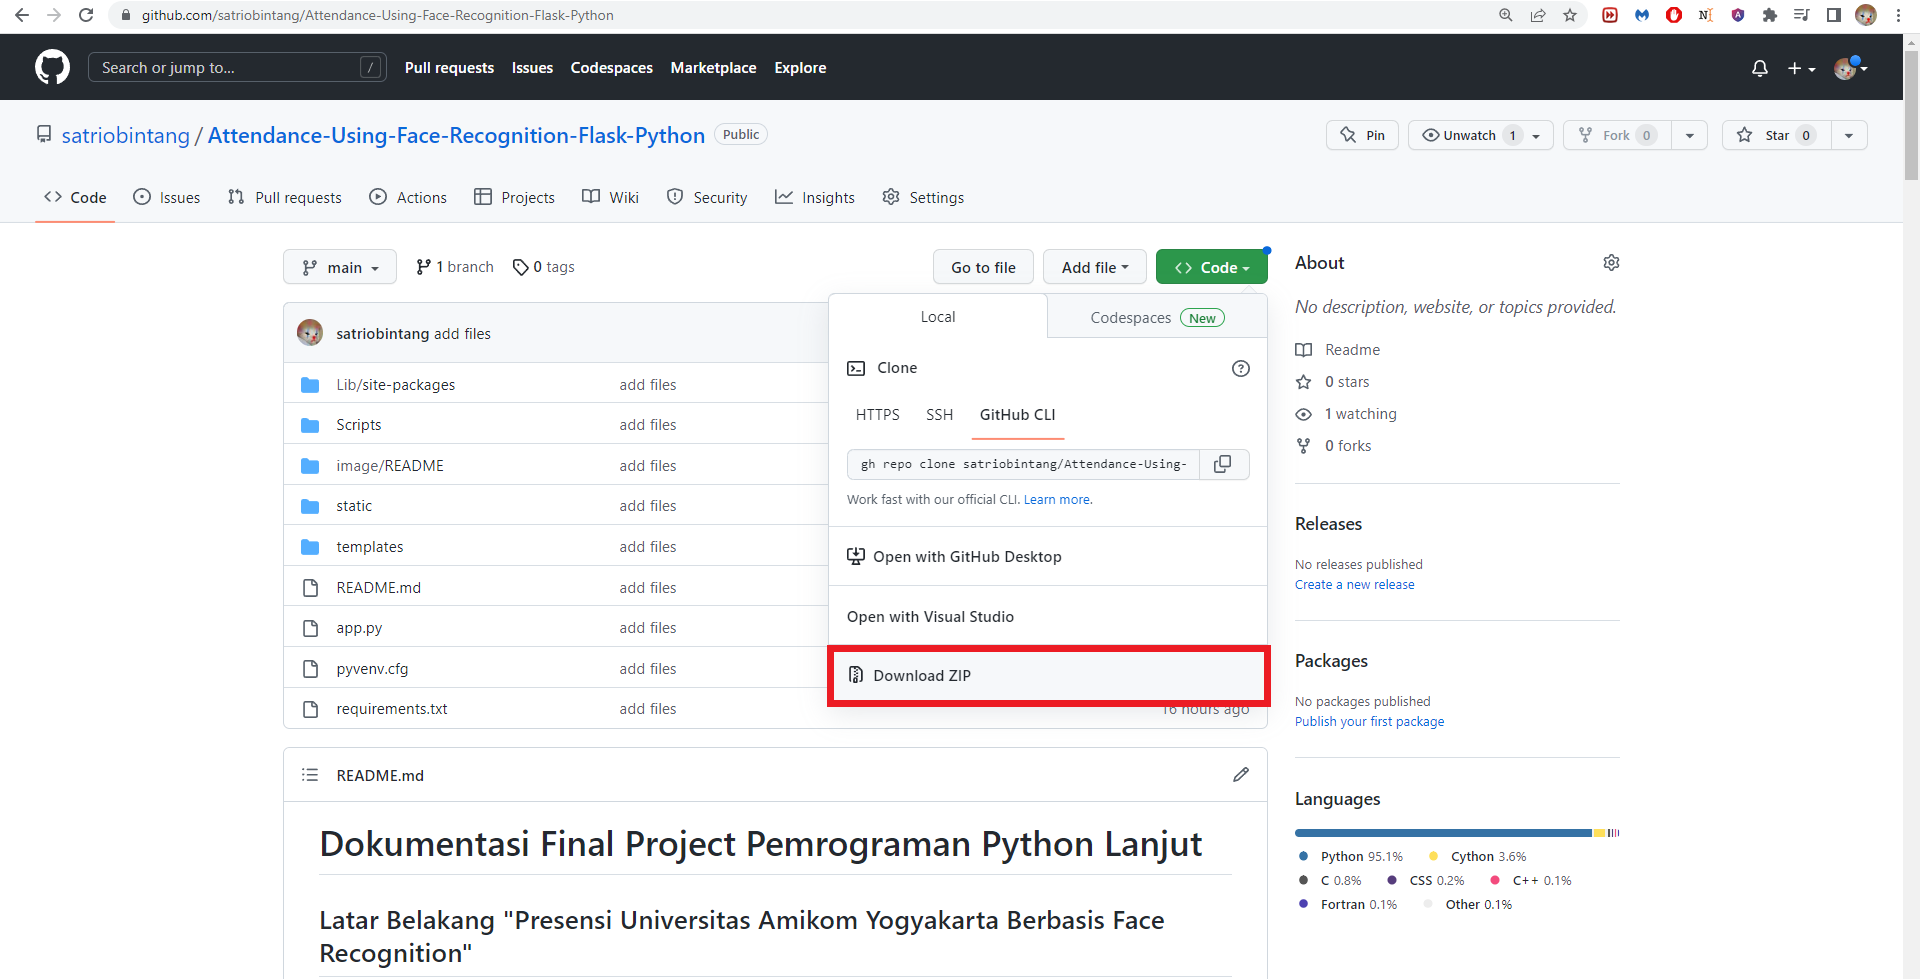 github.com/satriobintang/Attendance-Using-Face-Recognition-Flask-Python
Search or jump to... /
Pull requests Issues Codespaces Marketplace Explore
satriobintang / Attendance-Using-Face-Recognition-Flask-Python Public
Pin Unwatch 1 Fork 0 Star 0
Code Issues Pull requests Actions Projects Wiki Security Insights Settings
main 1 branch 0 tags Go to file Add file Code
satriobintang add files
Lib/site-packages add files
Scripts add files
image/README add files
static add files
templates add files
README.md add files
app.py add files
pyvenv.cfg add files
requirements.txt add files 16 hours ago
Local Codespaces New
Clone
HTTPS SSH GitHub CLI
gh repo clone satriobintang/Attendance-Using-
Work fast with our official CLI. Learn more.
Open with GitHub Desktop
Open with Visual Studio
Download ZIP
README.md
Dokumentasi Final Project Pemrograman Python Lanjut
Latar Belakang "Presensi Universitas Amikom Yogyakarta Berbasis Face
Recognition"
About
No description, website, or topics provided.
Readme
0 stars
1 watching
0 forks
Releases
No releases published
Create a new release
Packages
No packages published
Publish your first package
Languages
Python 95.1% Cython 3.6%
C 0.8% CSS 0.2% C++ 0.1%
Fortran 0.1% Other 0.1%